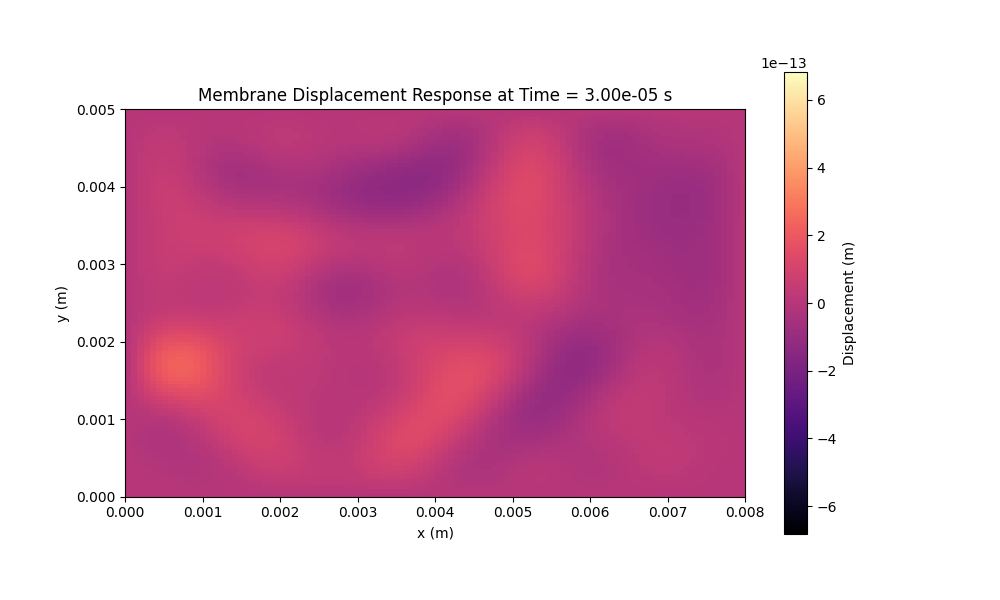 1e−13
Membrane Displacement Response at Time = 3.00e-05 s
0.005
0.004
0.003
0.002
0.001
0.000
y (m)
0.000 0.001 0.002 0.003 0.004 0.005 0.006 0.007 0.008
x (m)
6
4
2
0
−2
−4
−6
Displacement (m)